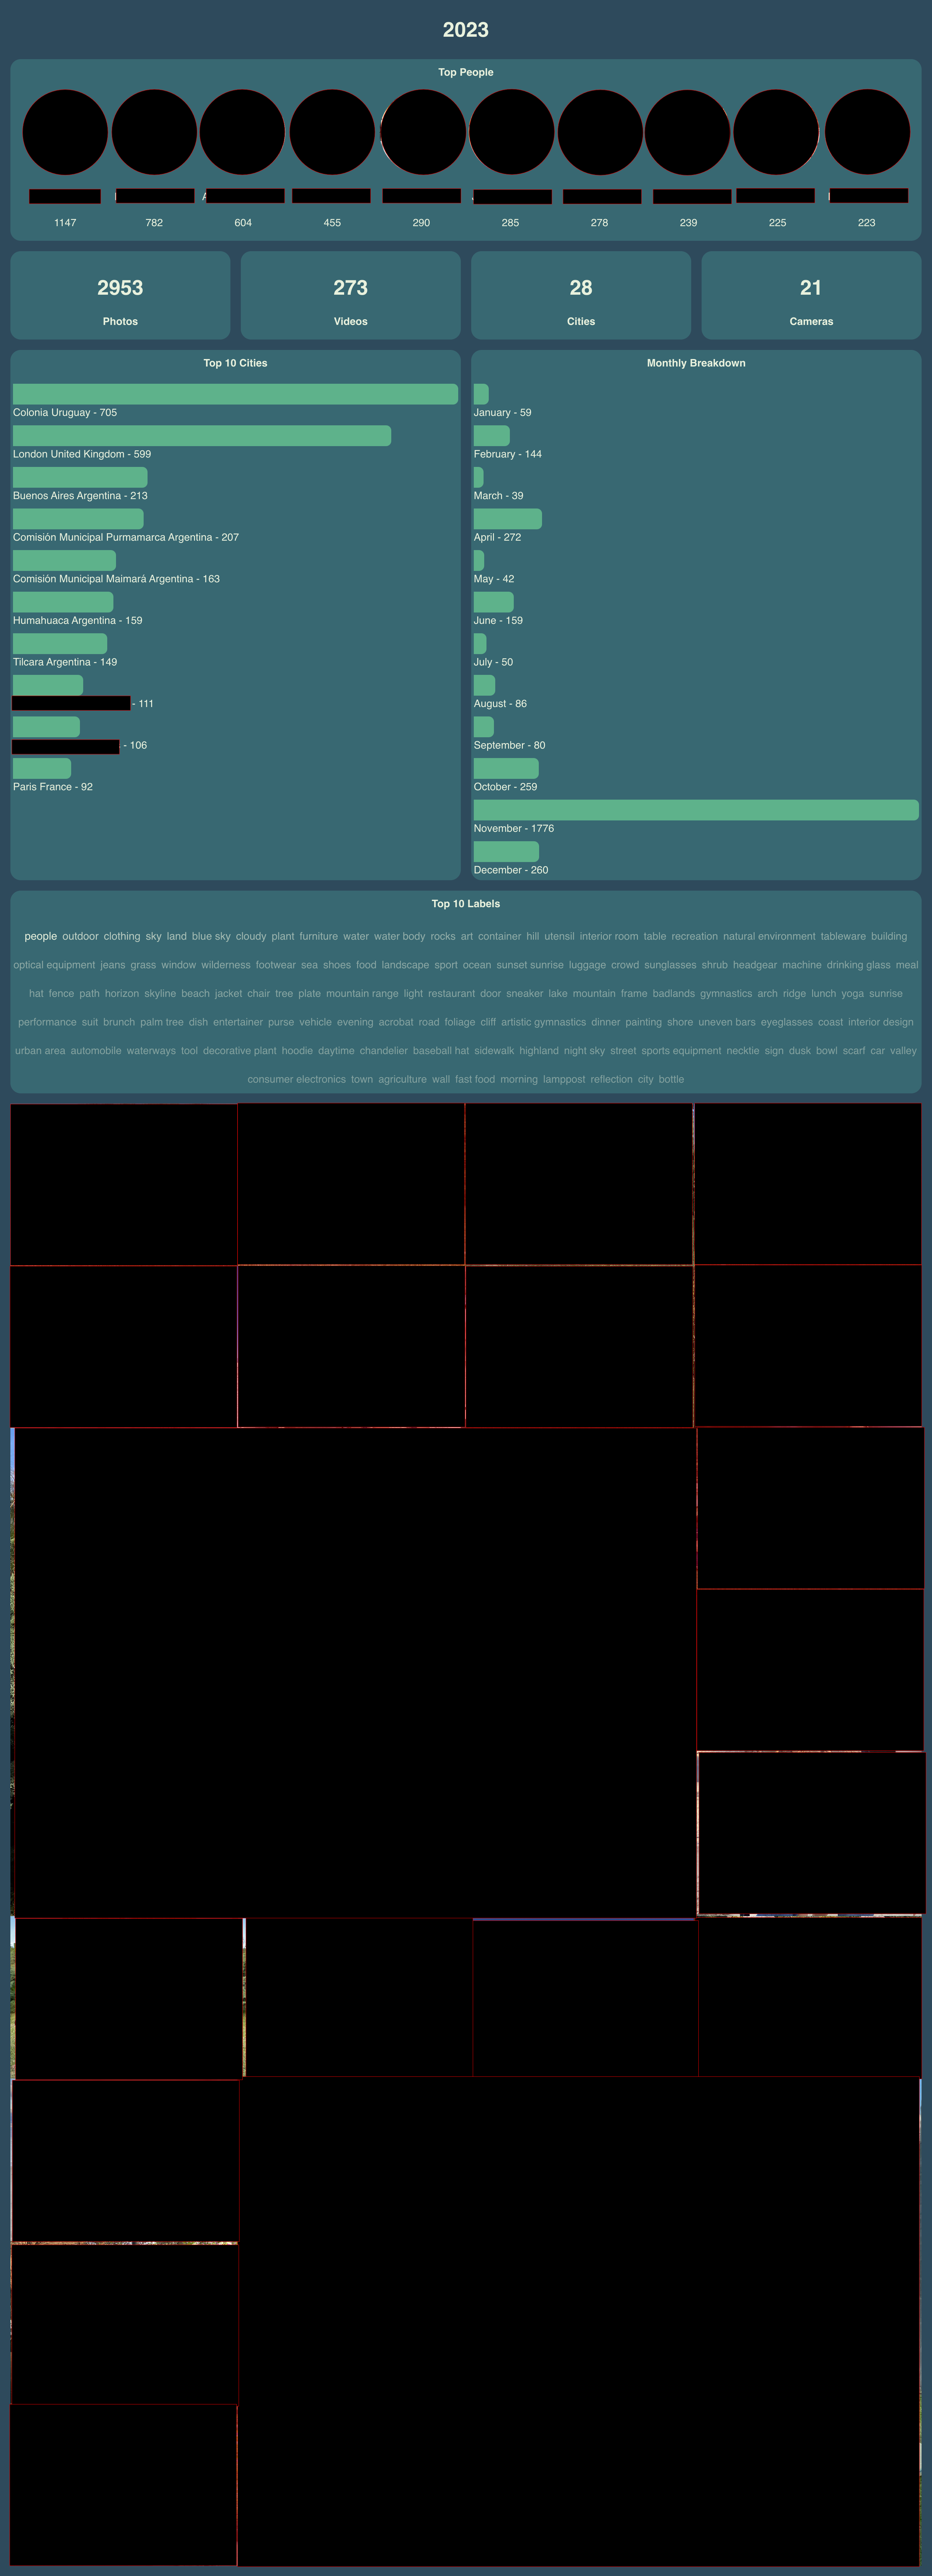 2023
Top People
1147 782 604 455 290 285 278 239 225 223
2953 273 28 21
Photos Videos Cities Cameras
Top 10 Cities
Colonia Uruguay - 705
London United Kingdom - 599
Buenos Aires Argentina - 213
Comisión Municipal Purmamarca Argentina - 207
Comisión Municipal Maimará Argentina - 163
Humahuaca Argentina - 159
Tilcara Argentina - 149
- 111
- 106
Paris France - 92
Monthly Breakdown
January - 59
February - 144
March - 39
April - 272
May - 42
June - 159
July - 50
August - 86
September - 80
October - 259
November - 1776
December - 260
Top 10 Labels
people outdoor clothing sky land blue sky cloudy plant furniture water water body rocks art container hill utensil interior room table recreation natural environment tableware building
optical equipment jeans grass window wilderness footwear sea shoes food landscape sport ocean sunset sunrise luggage crowd sunglasses shrub headgear machine drinking glass meal
hat fence path horizon skyline beach jacket chair tree plate mountain range light restaurant door sneaker lake mountain frame badlands gymnastics arch ridge lunch yoga sunrise
performance suit brunch palm tree dish entertainer purse vehicle evening acrobat road foliage cliff artistic gymnastics dinner painting shore uneven bars eyeglasses coast interior design
urban area automobile waterways tool decorative plant hoodie daytime chandelier baseball hat sidewalk highland night sky street sports equipment necktie sign dusk bowl scarf car valley
consumer electronics town agriculture wall fast food morning lamppost reflection city bottle